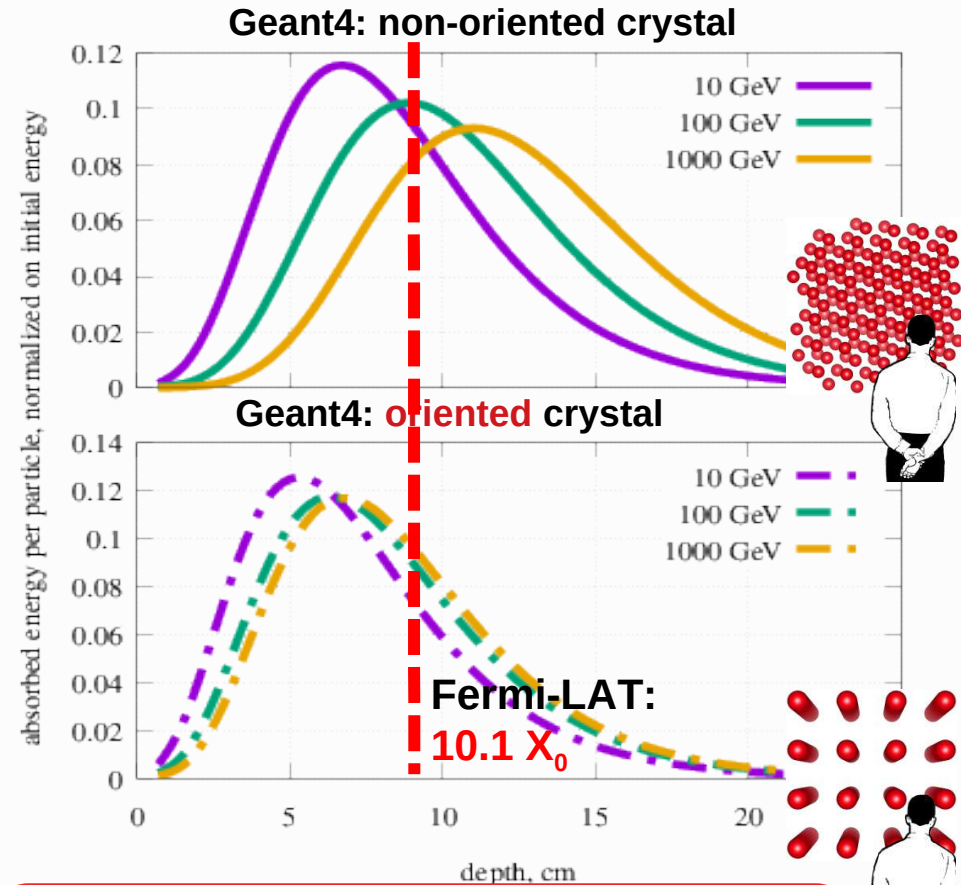 Geant4: non-oriented crystal
absorbed energy per particle, normalized on initial energy
0.12
0.1
0.08
0.06
0.04
0.02
0
10 GeV
100 GeV
1000 GeV
Geant4: oriented crystal
0.14
0.12
0.1
0.08
0.06
0.04
0.02
0
10 GeV
100 GeV
1000 GeV
Fermi-LAT:
10.1 X₀
0 5 10 15 20
depth, cm